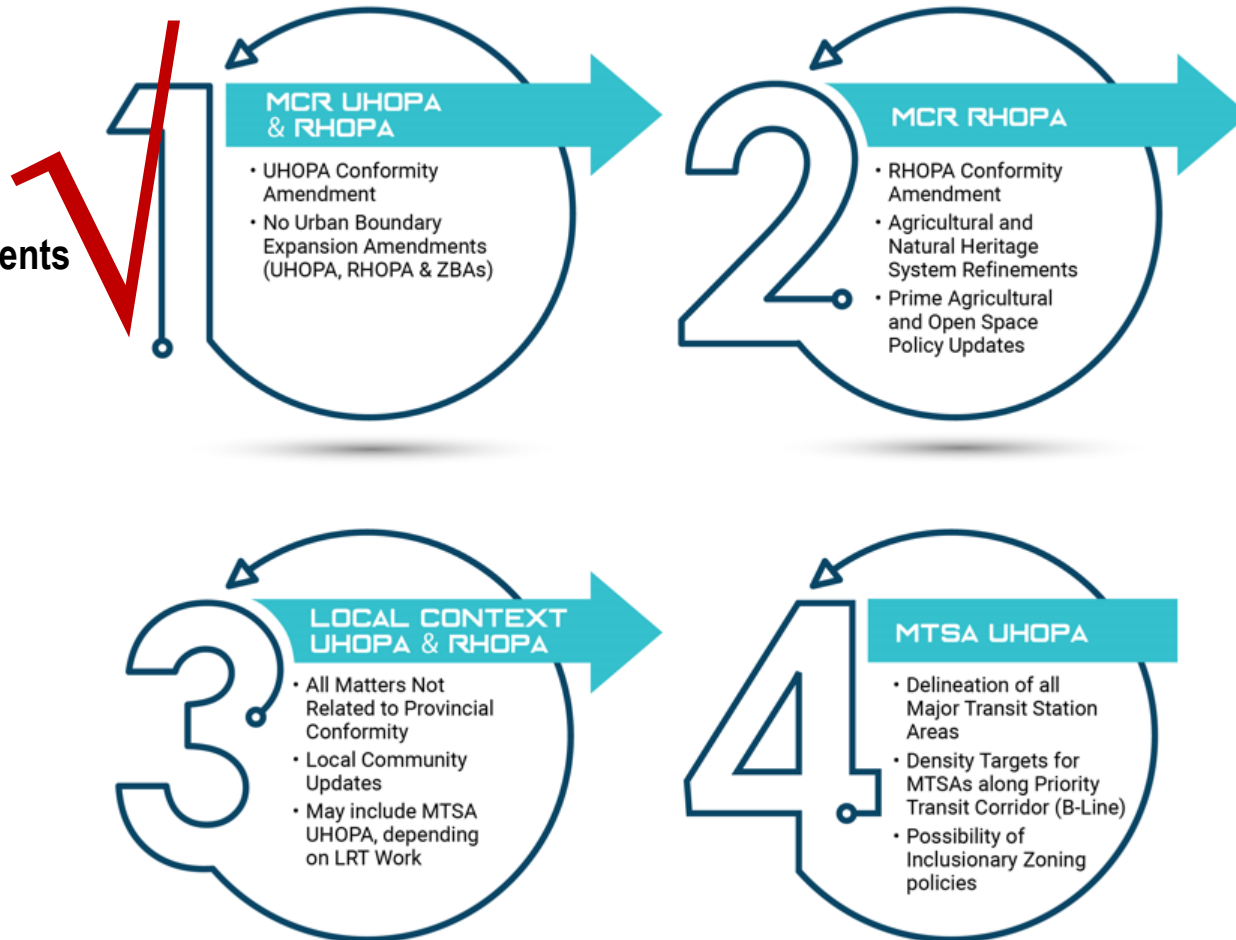 1
MCR UHOPA
& RHOPA
• UHOPA Conformity
Amendment
• No Urban Boundary
Expansion Amendments
(UHOPA, RHOPA & ZBAs)
ents
2
MCR RHOPA
• RHOPA Conformity
Amendment
• Agricultural and
Natural Heritage
System Refinements
• Prime Agricultural
and Open Space
Policy Updates
3
LOCAL CONTEXT
UHOPA & RHOPA
• All Matters Not
Related to Provincial
Conformity
• Local Community
Updates
• May include MTSA
UHOPA, depending
on LRT Work
4
MTSA UHOPA
• Delineation of all
Major Transit Station
Areas
• Density Targets for
MTSAs along Priority
Transit Corridor (B-Line)
• Possibility of
Inclusionary Zoning
policies